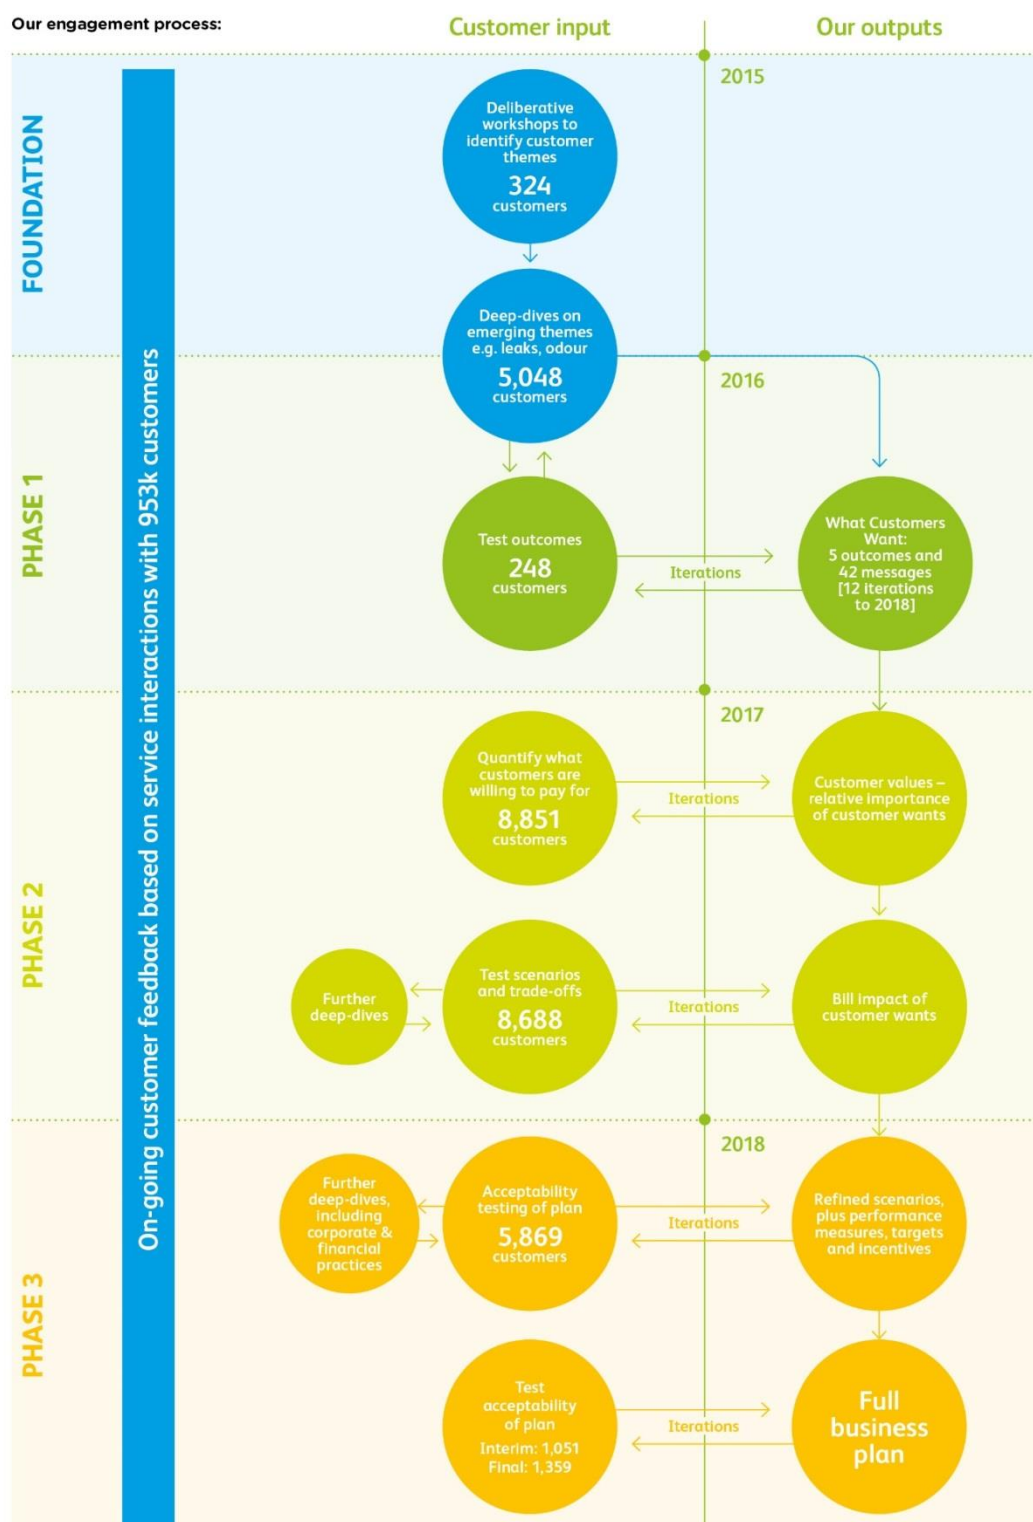 Our engagement process:
Customer input
Our outputs
FOUNDATION
On-going customer feedback based on service interactions with 953k customers
2015
Deliberative
workshops to
identify customer
themes
324
customers
Deep-dives on
emerging themes
e.g. leaks, odour
5,048
customers
2016
PHASE 1
Test outcomes
248
customers
Iterations
What Customers
Want:
5 outcomes and
42 messages
[12 iterations
to 2018]
2017
PHASE 2
Quantify what
customers are
willing to pay for
8,851
customers
Iterations
Customer values –
relative importance
of customer wants
Further
deep-dives
Test scenarios
and trade-offs
8,688
customers
Iterations
Bill impact of
customer wants
2018
PHASE 3
Further
deep-dives,
including
corporate &
financial
practices
Acceptability
testing of plan
5,869
customers
Iterations
Refined scenarios,
plus performance
measures, targets
and incentives
Test
acceptability
of plan
Interim: 1,051
Final: 1,359
Iterations
Full
business
plan